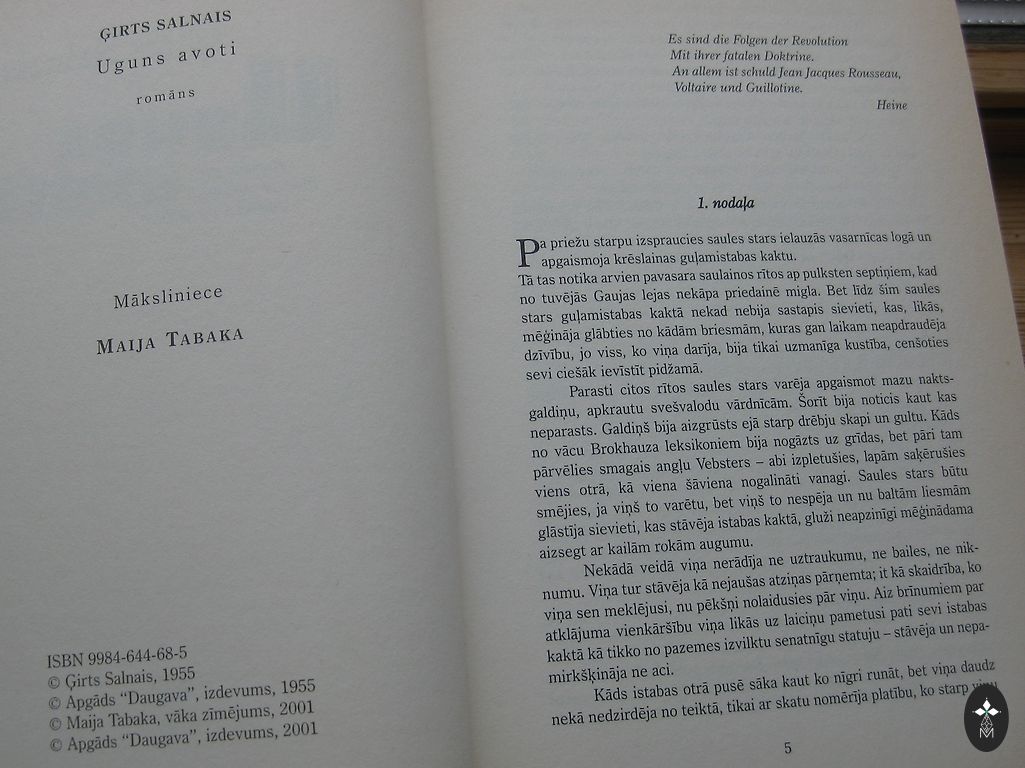 ĢIRTS SALNAIS
Uguns avoti
romāns
Māksliniece
MAIJA TABAKA
ISBN 9984-644-68-5
© Ģirts Salnais, 1955
© Apgāds “Daugava”, izdevums, 1955
© Maija Tabaka, vāka zīmējums, 2001
© Apgāds “Daugava”, izdevums, 2001
Es sind die Folgen der Revolution
Mit ihrer fatalen Doktrine.
An allem ist schuld Jean Jacques Rousseau,
Voltaire und Guillotine.
Heine
1. nodaļa
Pa priežu starpu izspraucies saules stars ielauzās vasarnīcas logā un
apgaismoja krēslainas guļamistabas kaktu.
Tā tas notika arvien pavasara saulainos rītos ap pulksten septiņiem, kad
no tuvējās Gaujas lejas nekāpa priedainē migla. Bet līdz šim saules
stars guļamistabas kaktā nekad nebija sastapis sievieti, kas, likās,
mēģināja glābties no kādām briesmām, kuras gan laikam neapdraudēja
dzīvību, jo viss, ko viņa darīja, bija tikai uzmanīga kustība, cenšoties
sevi ciešāk ievīstīt pidžamā.
Parasti citos rītos saules stars varēja apgaismot mazu nakts-
galdiņu, apkrautu svešvalodu vārdnīcām. Šorīt bija noticis kaut kas
neparasts. Galdiņš bija aizgrūsts ejā starp drēbju skapi un gultu. Kāds
no vācu Brokhauza leksikoniem bija nogāzts uz grīdas, bet pāri tam
pārvēlies smagais angļu Vebsters – abi izpletušies, lapām saķērušies
viens otrā, kā viena šāviena nogalināti vanagi. Saules stars būtu
smējies, ja viņš to varētu, bet viņš to nespēja un nu baltām liesmām
glāstīja sievieti, kas stāvēja istabas kaktā, gluži neapzinīgi mēģinādama
aizsegt ar kailām rokām augumu.
Nekādā veidā viņa nerādīja ne uztraukumu, ne bailes, ne nik-
numu. Viņa tur stāvēja kā nejaušas atziņas pārņemta; it kā skaidrība, ko
viņa sen meklējusi, nu pēkšņi nolaidusies pār viņu. Aiz brīnumiem par
atklājuma vienkāršību viņa likās uz laiciņu pametusi pati sevi istabas
kaktā kā tikko no pazemes izvilktu senatnīgu statuju – stāvēja un nepa-
mirkšķināja ne aci.
Kāds istabas otrā pusē sāka kaut ko nīgri runāt, bet viņa daudz
nekā nedzirdēja no teiktā, tikai ar skatu nomērīja platību, ko starp viņu
5
M